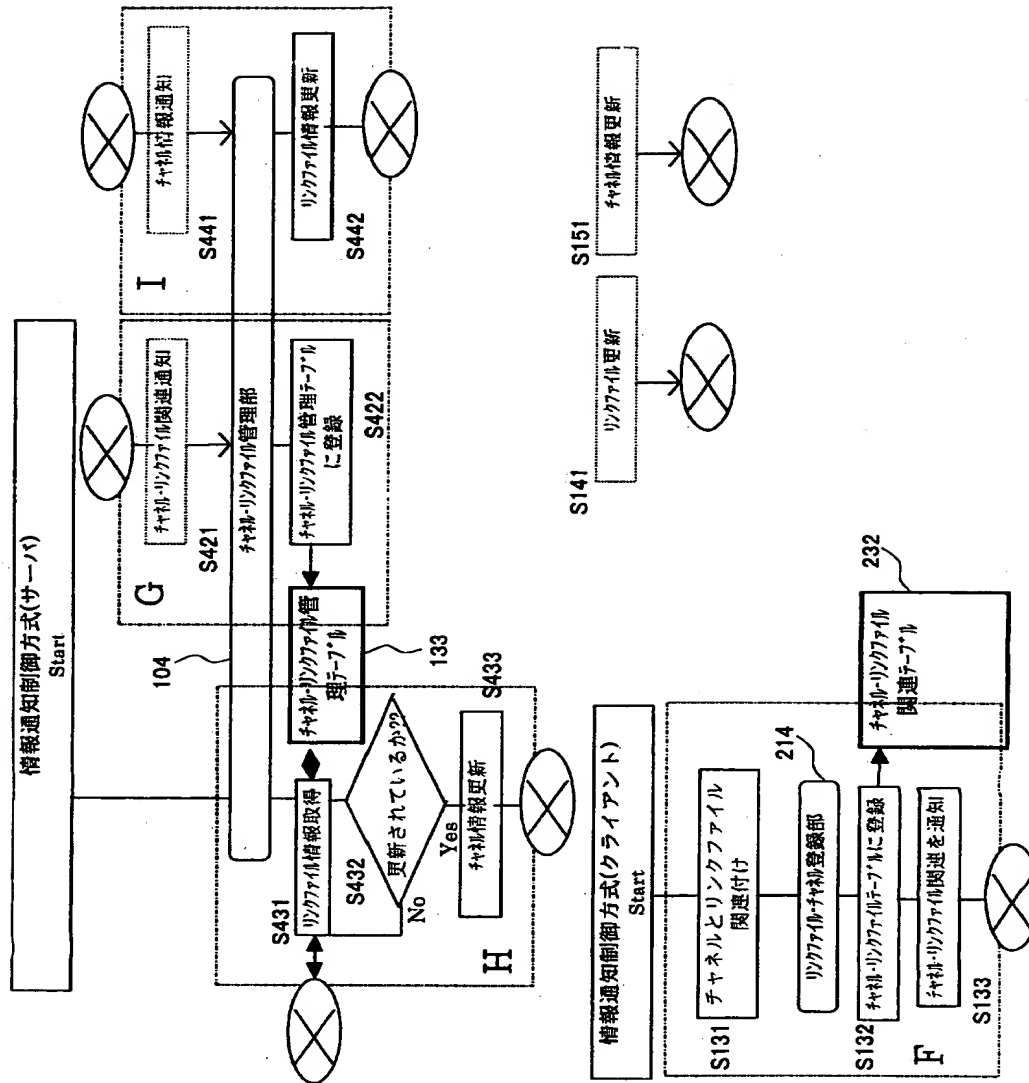 情報通知制御方式(サーバ)
Start
H
S431
リンクファイル情報取得
S432
更新されているか??
No
Yes
チャネル情報更新
S433
104
チャネル・リンクファイル管理部
チャネル・リンクファイル管
理テーブル
133
G
S421
チャネル・リンクファイル関連通知
チャネル・リンクファイル管理テーブル
に登録
S422
I
S441
チャネル情報通知
リンクファイル情報更新
S442
情報通知制御方式(クライアント)
Start
F
S131
チャネルとリンクファイル
関連付け
リンクファイル・チャネル登録部
214
S132
チャネル・リンクファイルテーブルに登録
チャネル・リンクファイル関連を通知
S133
チャネル・リンクファイル
関連テーブル
232
S141
リンクファイル更新
S151
チャネル情報更新